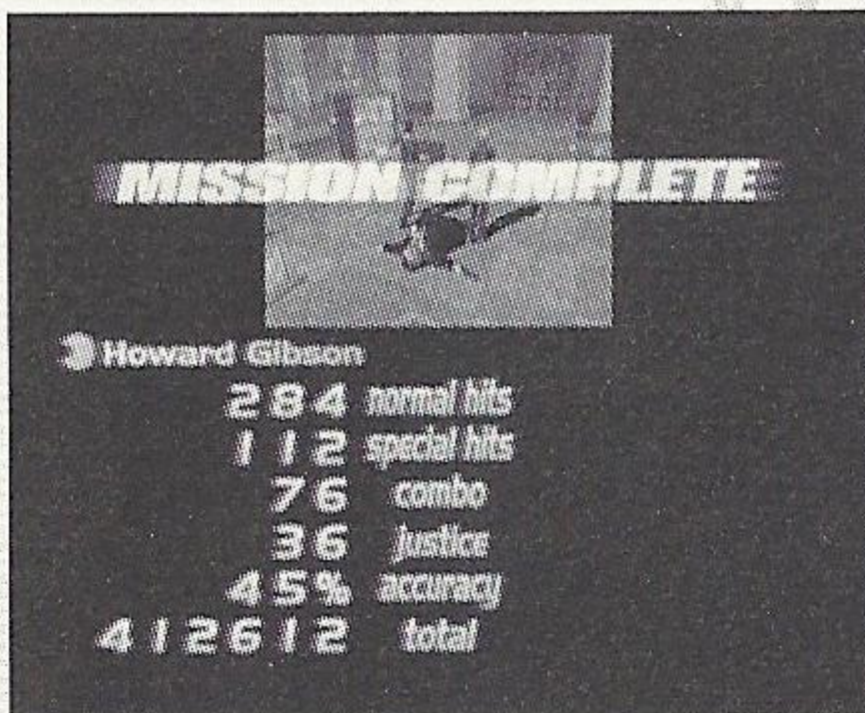 MISSION COMPLETE
Howard Gibson
284 normal hits
112 special hits
76 combo
36 justice
45% accuracy
412612 total